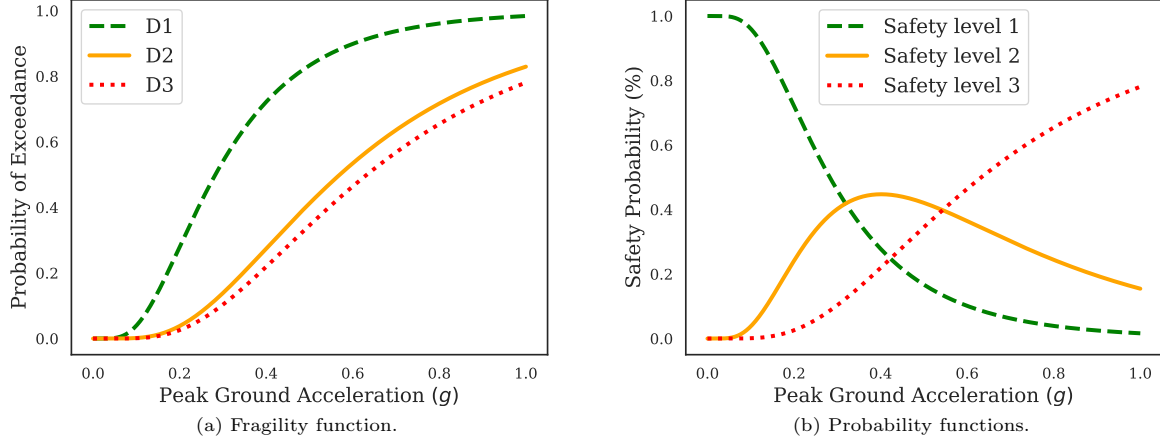 Probability of Exceedance
1.0
0.8
0.6
0.4
0.2
0.0
D1
D2
D3
0.0 0.2 0.4 0.6 0.8 1.0
Peak Ground Acceleration (g)
(a) Fragility function.
Safety Probability (%)
1.0
0.8
0.6
0.4
0.2
0.0
Safety level 1
Safety level 2
Safety level 3
0.0 0.2 0.4 0.6 0.8 1.0
Peak Ground Acceleration (g)
(b) Probability functions.